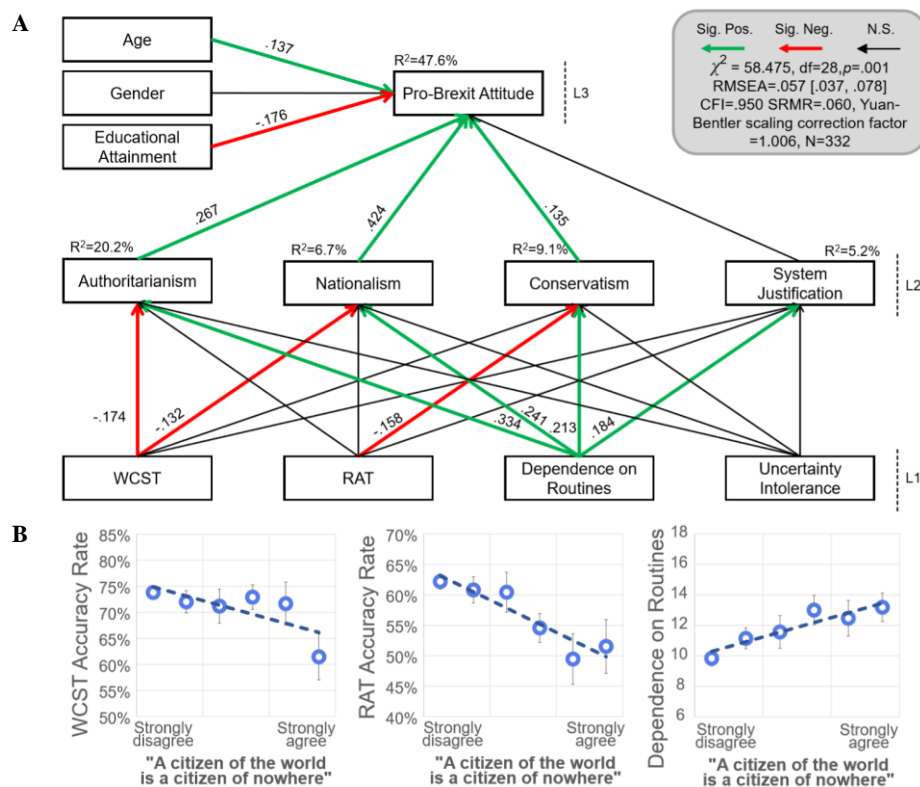 A
Age
Gender
Educational
Attainment
.137
-.176
R²=47.6%
Pro-Brexit Attitude
L3
Sig. Pos.
Sig. Neg.
N.S.
χ² = 58.475, df=28,p=.001
RMSEA=.057 [.037, .078]
CFI=.950 SRMR=.060, Yuan-
Bentler scaling correction factor
=1.006, N=332
.267
.424
.135
R²=20.2%
Authoritarianism
R²=6.7%
Nationalism
R²=9.1%
Conservatism
R²=5.2%
System
Justification
L2
-.174
-.132
-.158
.334
.241
.213
.184
WCST
RAT
Dependence on
Routines
Uncertainty
Intolerance
L1
B
WCST Accuracy Rate
85%
80%
75%
70%
65%
60%
55%
50%
Strongly
disagree
Strongly
agree
"A citizen of the world
is a citizen of nowhere"
RAT Accuracy Rate
70%
65%
60%
55%
50%
45%
40%
Strongly
disagree
Strongly
agree
"A citizen of the world
is a citizen of nowhere"
Dependence on Routines
18
16
14
12
10
8
6
Strongly
disagree
Strongly
agree
"A citizen of the world
is a citizen of nowhere"